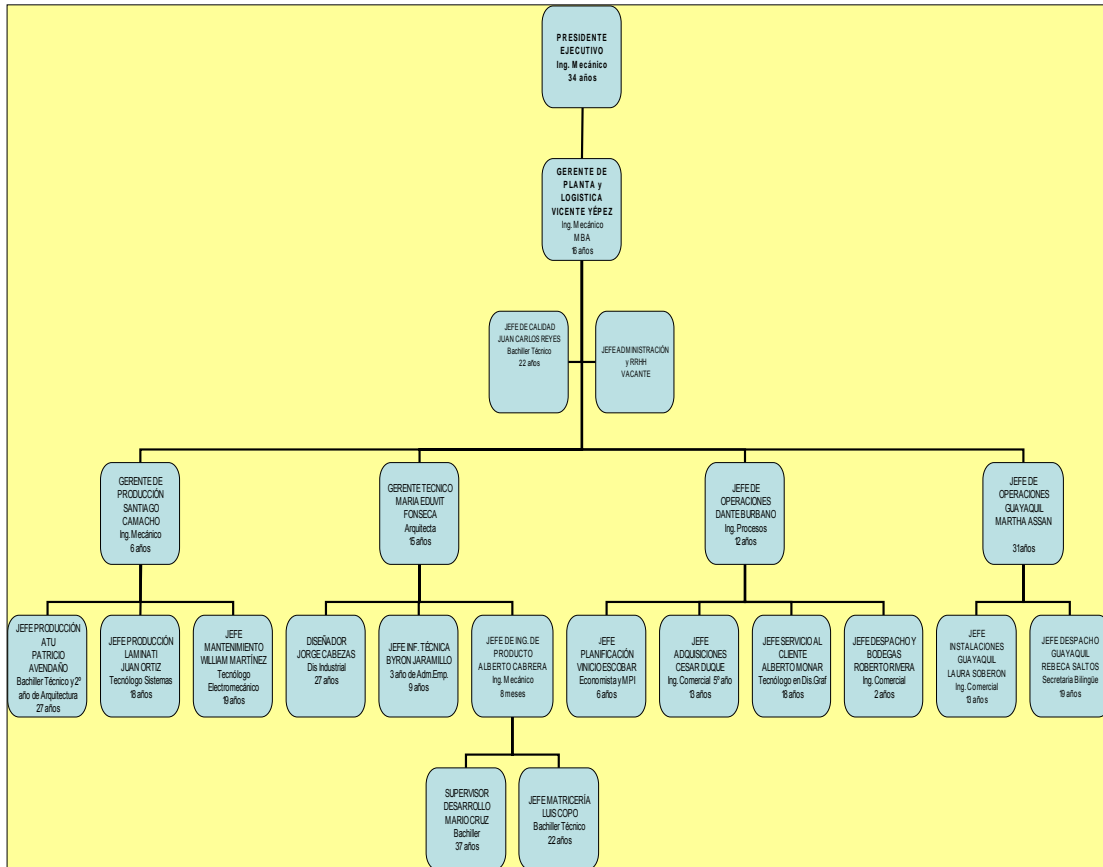 PRESIDENTE
EJECUTIVO
Ing. Mecánico
34 años
GERENTE DE
PLANTA y
LOGISTICA
VICENTE YÉPEZ
Ing. Mecánico
MBA
16 años
JEFE DE CALIDAD
JUAN CARLOS REYES
Bachiller Técnico
22 años
JEFE ADMINISTRACIÓN
y RRHH
VACANTE
GERENTE DE
PRODUCCIÓN
SANTIAGO
CAMACHO
Ing. Mecánico
6 años
GERENTE TECNICO
MARIA EDUVIT
FONSECA
Arquitecta
15 años
JEFE DE
OPERACIONES
DANTE BURBANO
Ing. Procesos
12 años
JEFE DE
OPERACIONES
GUAYAQUIL
MARTHA ASSAN
31años
JEFE PRODUCCIÓN
ATU
PATRICIO
AVENDAÑO
Bachiller Técnico y 2º
año de Arquitectura
27 años
JEFE PRODUCCIÓN
LAMINATI
JUAN ORTIZ
Tecnólogo Sistemas
18 años
JEFE
MANTENIMIENTO
WILLIAM MARTÍNEZ
Tecnólogo
Electromecánico
19 años
DISEÑADOR
JORGE CABEZAS
Dis Industrial
27 años
JEFE INF. TÉCNICA
BYRON JARAMILLO
3 año de Adm.Emp.
9 años
JEFE DE ING. DE
PRODUCTO
ALBERTO CABRERA
Ing. Mecánico
8 meses
JEFE
PLANIFICACIÓN
VINICIO ESCOBAR
Economista y MPI
6 años
JEFE
ADQUISICIONES
CESAR DUQUE
Ing. Comercial 5º año
13 años
JEFE SERVICIO AL
CLIENTE
ALBERTO MONAR
Tecnólogo en Dis.Graf
18 años
JEFE DESPACHO Y
BODEGAS
ROBERTO RIVERA
Ing. Comercial
2 años
JEFE
INSTALACIONES
GUAYAQUIL
LAURA SOBERON
Ing. Comercial
13 años
JEFE DESPACHO
GUAYAQUIL
REBECA SALTOS
Secretaria Bilingüe
19 años
SUPERVISOR
DESARROLLO
MARIO CRUZ
Bachiller
37 años
JEFE MATRICERÍA
LUIS COPO
Bachiller Técnico
22 años